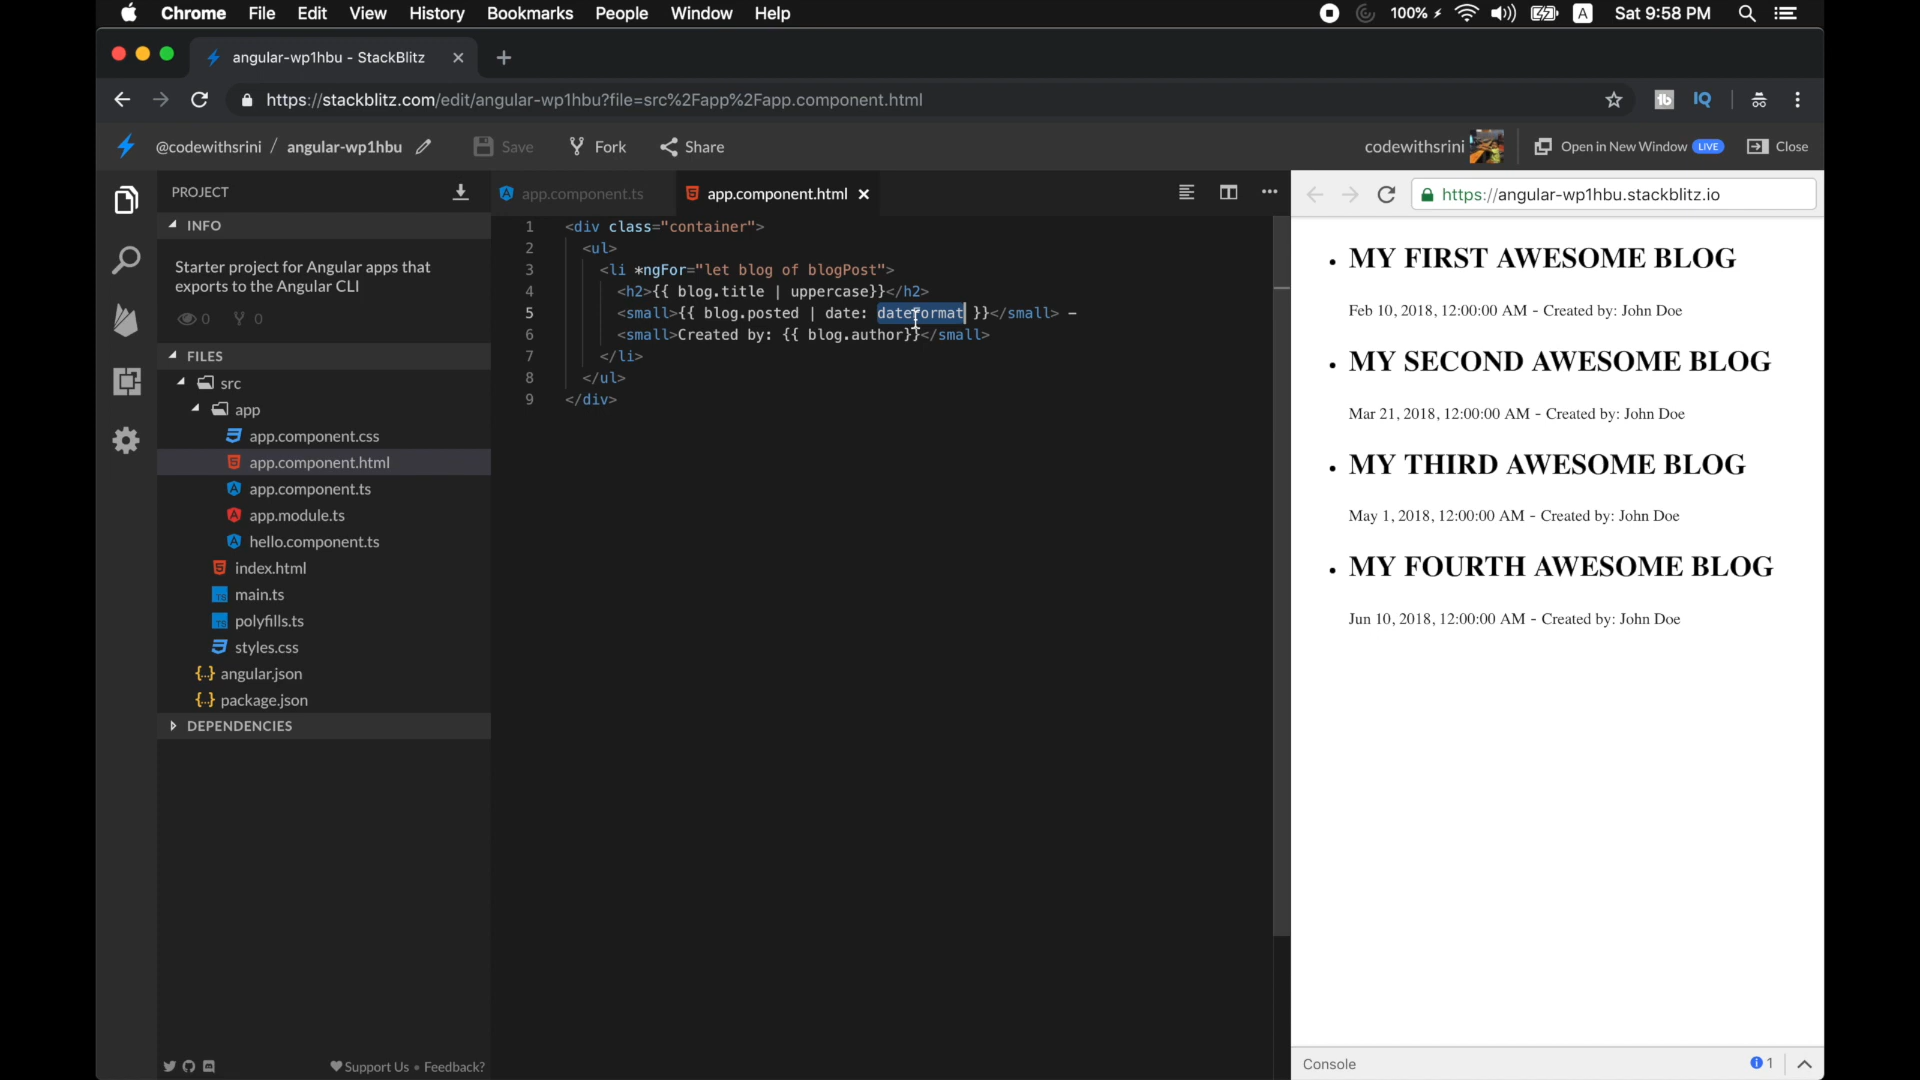 Chrome File Edit View History Bookmarks People Window Help 100% A Sat 9:58 PM
angular-wp1hbu - StackBlitz
https://stackblitz.com/edit/angular-wp1hbu?file=src%2Fapp%2Fapp.component.html
@codewithsrini / angular-wp1hbu Save Fork Share codewithsrini Open in New Window LIVE Close
PROJECT
INFO
Starter project for Angular apps that
exports to the Angular CLI
0 0
FILES
src
app
app.component.css
app.component.html
app.component.ts
app.module.ts
hello.component.ts
index.html
main.ts
polyfills.ts
styles.css
angular.json
package.json
DEPENDENCIES
Support Us • Feedback?
app.component.ts app.component.html
1 <div class="container">
2 <ul>
3 <li *ngFor="let blog of blogPost">
4 <h2>{{ blog.title | uppercase}}</h2>
5 <small>{{ blog.posted | date: dateformat }}</small> -
6 <small>Created by: {{ blog.author}}</small>
7 </li>
8 </ul>
9 </div>
https://angular-wp1hbu.stackblitz.io
• MY FIRST AWESOME BLOG
Feb 10, 2018, 12:00:00 AM - Created by: John Doe
• MY SECOND AWESOME BLOG
Mar 21, 2018, 12:00:00 AM - Created by: John Doe
• MY THIRD AWESOME BLOG
May 1, 2018, 12:00:00 AM - Created by: John Doe
• MY FOURTH AWESOME BLOG
Jun 10, 2018, 12:00:00 AM - Created by: John Doe
Console 1